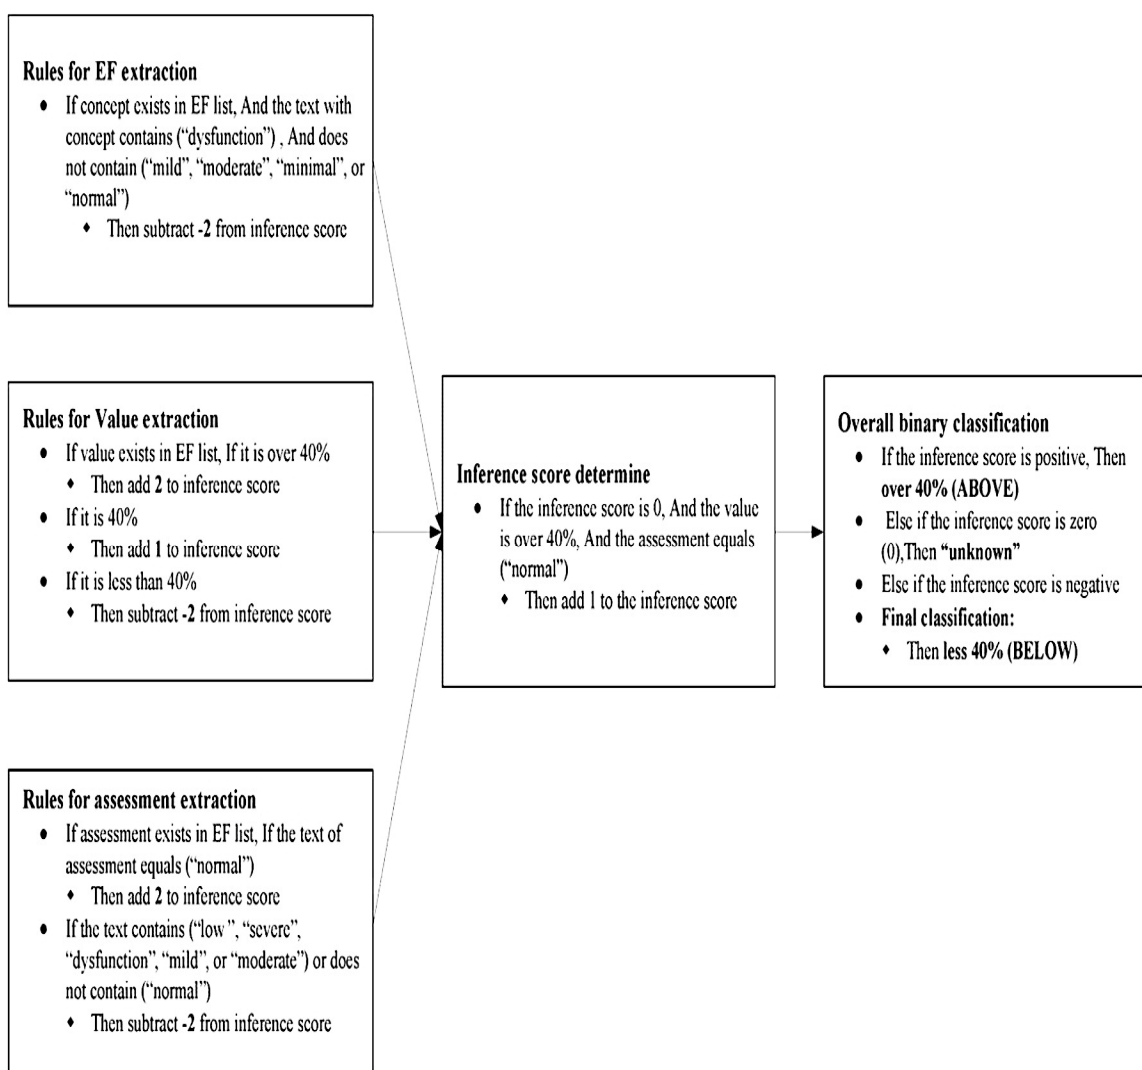 Rules for EF extraction
● If concept exists in EF list, And the text with
concept contains (“dysfunction”) , And does
not contain (“mild”, “moderate”, “minimal”, or
“normal”)
♦ Then subtract -2 from inference score
Rules for Value extraction
● If value exists in EF list, If it is over 40%
♦ Then add 2 to inference score
● If it is 40%
♦ Then add 1 to inference score
● If it is less than 40%
♦ Then subtract -2 from inference score
Rules for assessment extraction
● If assessment exists in EF list, If the text of
assessment equals (“normal”)
♦ Then add 2 to inference score
● If the text contains (“low ”, “severe”,
“dysfunction”, “mild”, or “moderate”) or does
not contain (“normal”)
♦ Then subtract -2 from inference score
Inference score determine
● If the inference score is 0, And the value
is over 40%, And the assessment equals
(“normal”)
♦ Then add 1 to the inference score
Overall binary classification
● If the inference score is positive, Then
over 40% (ABOVE)
● Else if the inference score is zero
(0),Then “unknown”
● Else if the inference score is negative
● Final classification:
♦ Then less 40% (BELOW)